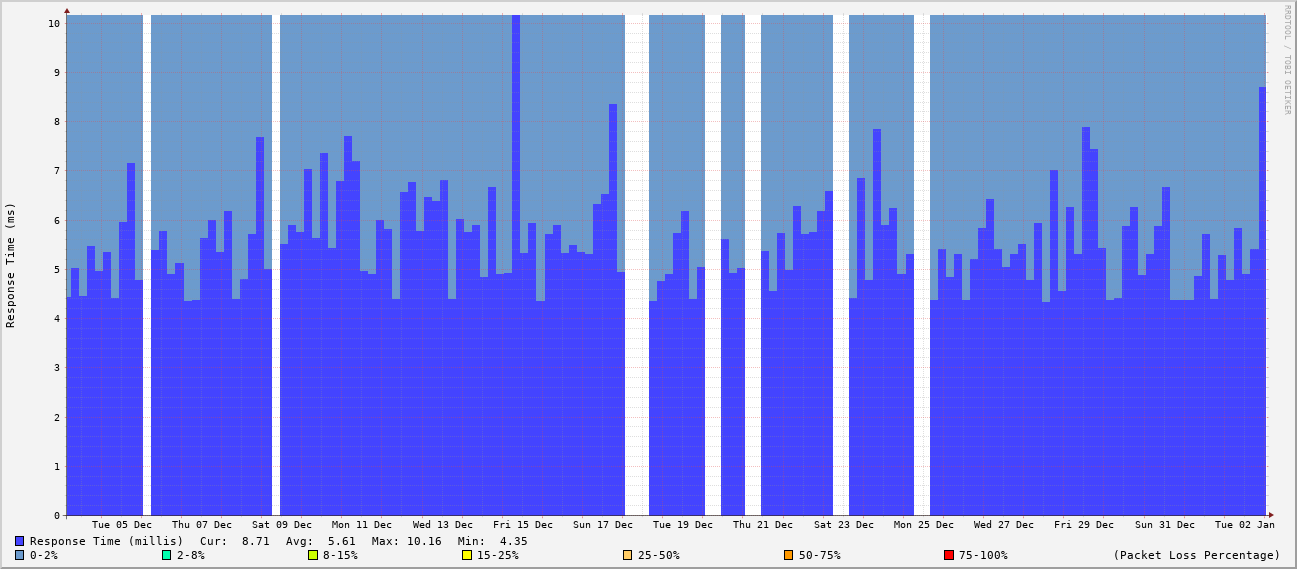 RRDTOOL / TOBI OETIKER
Response Time (ms)
10
9
8
7
6
5
4
3
2
1
0
Tue 05 Dec Thu 07 Dec Sat 09 Dec Mon 11 Dec Wed 13 Dec Fri 15 Dec Sun 17 Dec Tue 19 Dec Thu 21 Dec Sat 23 Dec Mon 25 Dec Wed 27 Dec Fri 29 Dec Sun 31 Dec Tue 02 Jan
Response Time (millis) Cur: 8.71 Avg: 5.61 Max: 10.16 Min: 4.35
0-2% 2-8% 8-15% 15-25% 25-50% 50-75% 75-100% (Packet Loss Percentage)